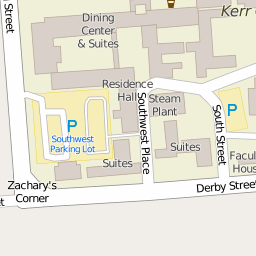 Street
Dining
Center
& Suites
Kerr
Residence
Hall
Steam
Plant
P
P
Southwest
Parking Lot
Southwest Place
South Street
Suites
Suites
Facul
Hous
Zachary's
Corner
Derby Street